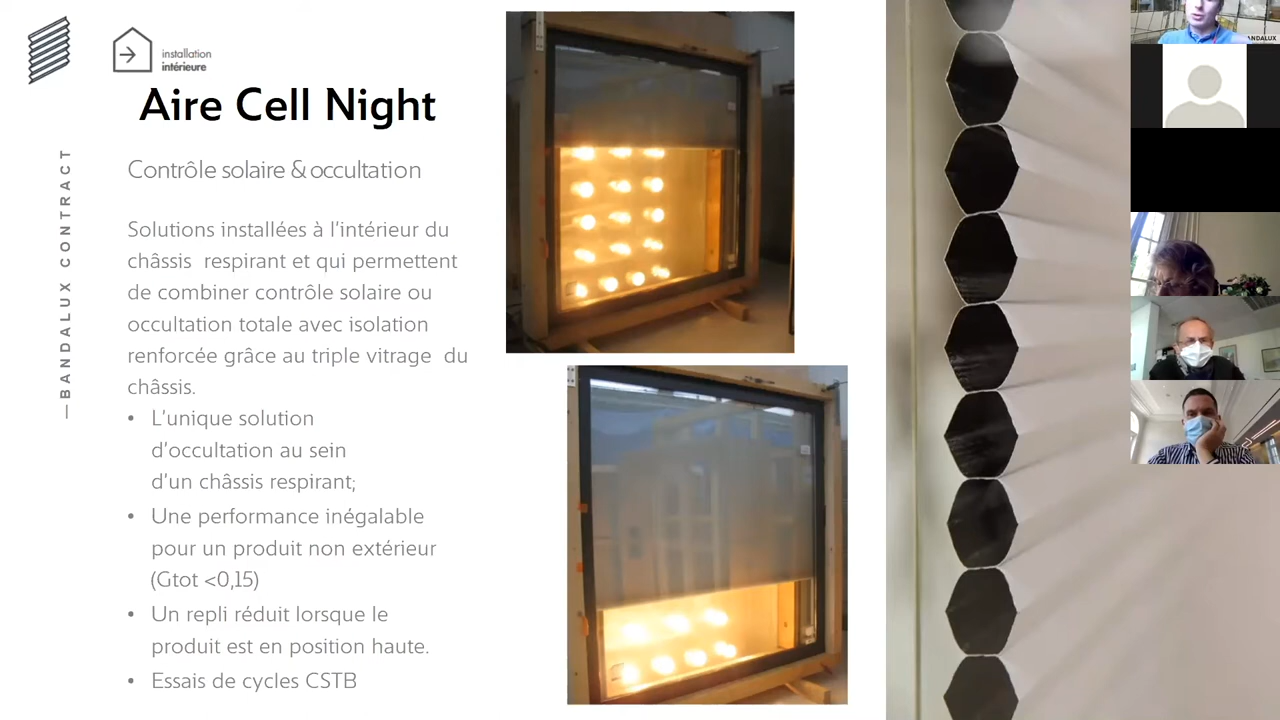 installation
intérieure
Aire Cell Night
Contrôle solaire & occultation
Solutions installées à l'intérieur du
châssis respirant et qui permettent
de combiner contrôle solaire ou
occultation totale avec isolation
renforcée grâce au triple vitrage du
châssis.
• L'unique solution
d'occultation au sein
d'un châssis respirant;
• Une performance inégalable
pour un produit non extérieur
(Gtot <0,15)
• Un repli réduit lorsque le
produit est en position haute.
• Essais de cycles CSTB
—BANDALUX CONTRACT
ANDALUX